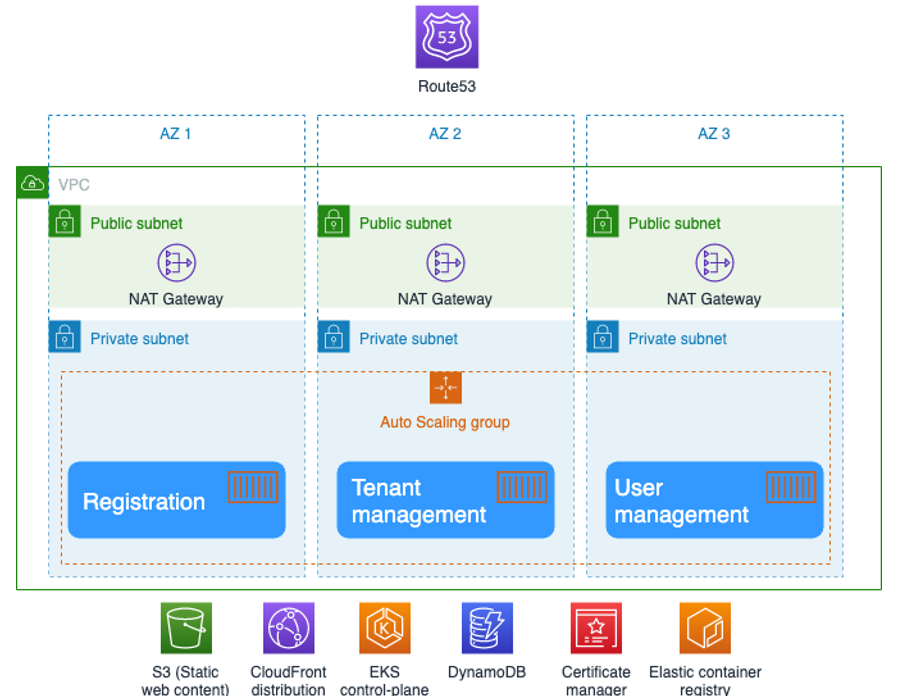 53
Route53
AZ 1
AZ 2
AZ 3
VPC
Public subnet
Public subnet
Public subnet
NAT Gateway
NAT Gateway
NAT Gateway
Private subnet
Private subnet
Private subnet
Auto Scaling group
Registration
Tenant
management
User
management
S3 (Static
web content)
CloudFront
distribution
EKS
control-plane
DynamoDB
Certificate
manager
Elastic container
registry
K